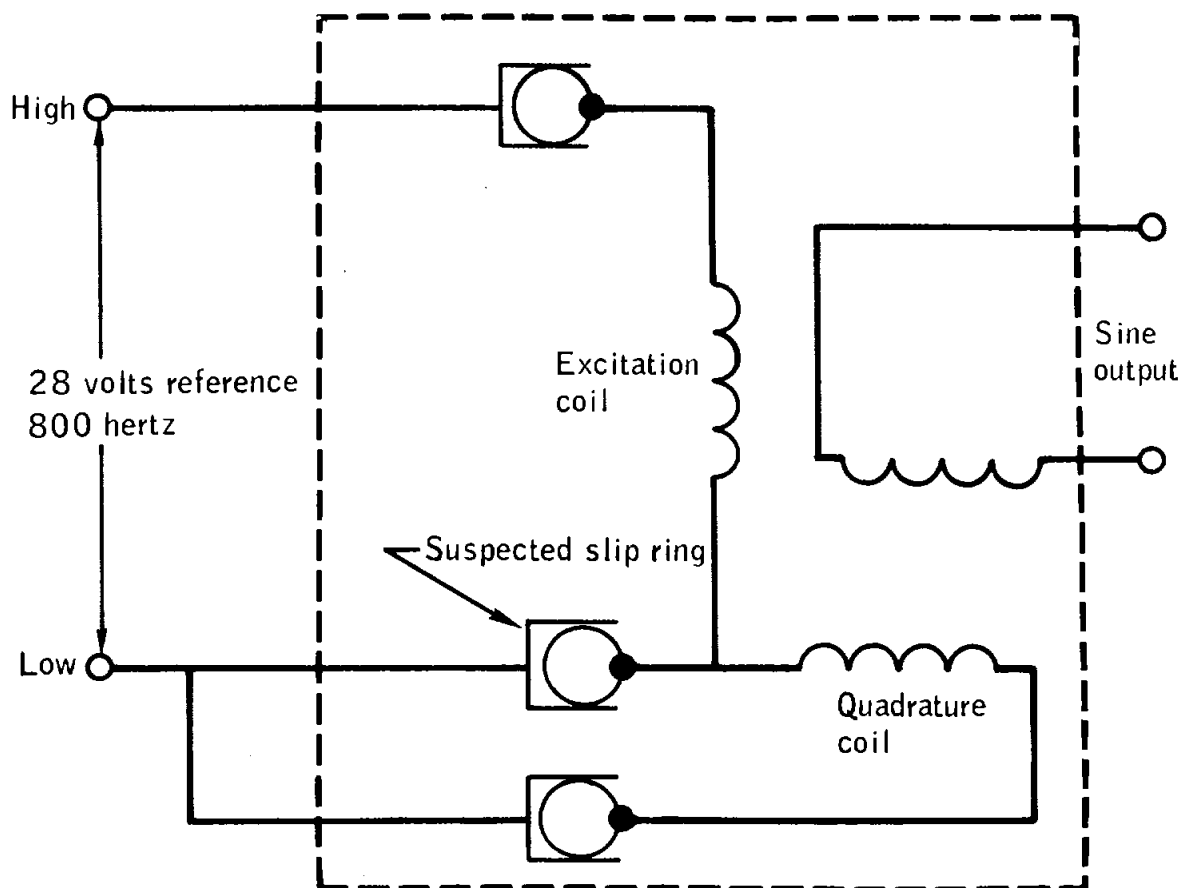 High
28 volts reference
800 hertz
Low
Excitation
coil
Suspected slip ring
Quadrature
coil
Sine
output